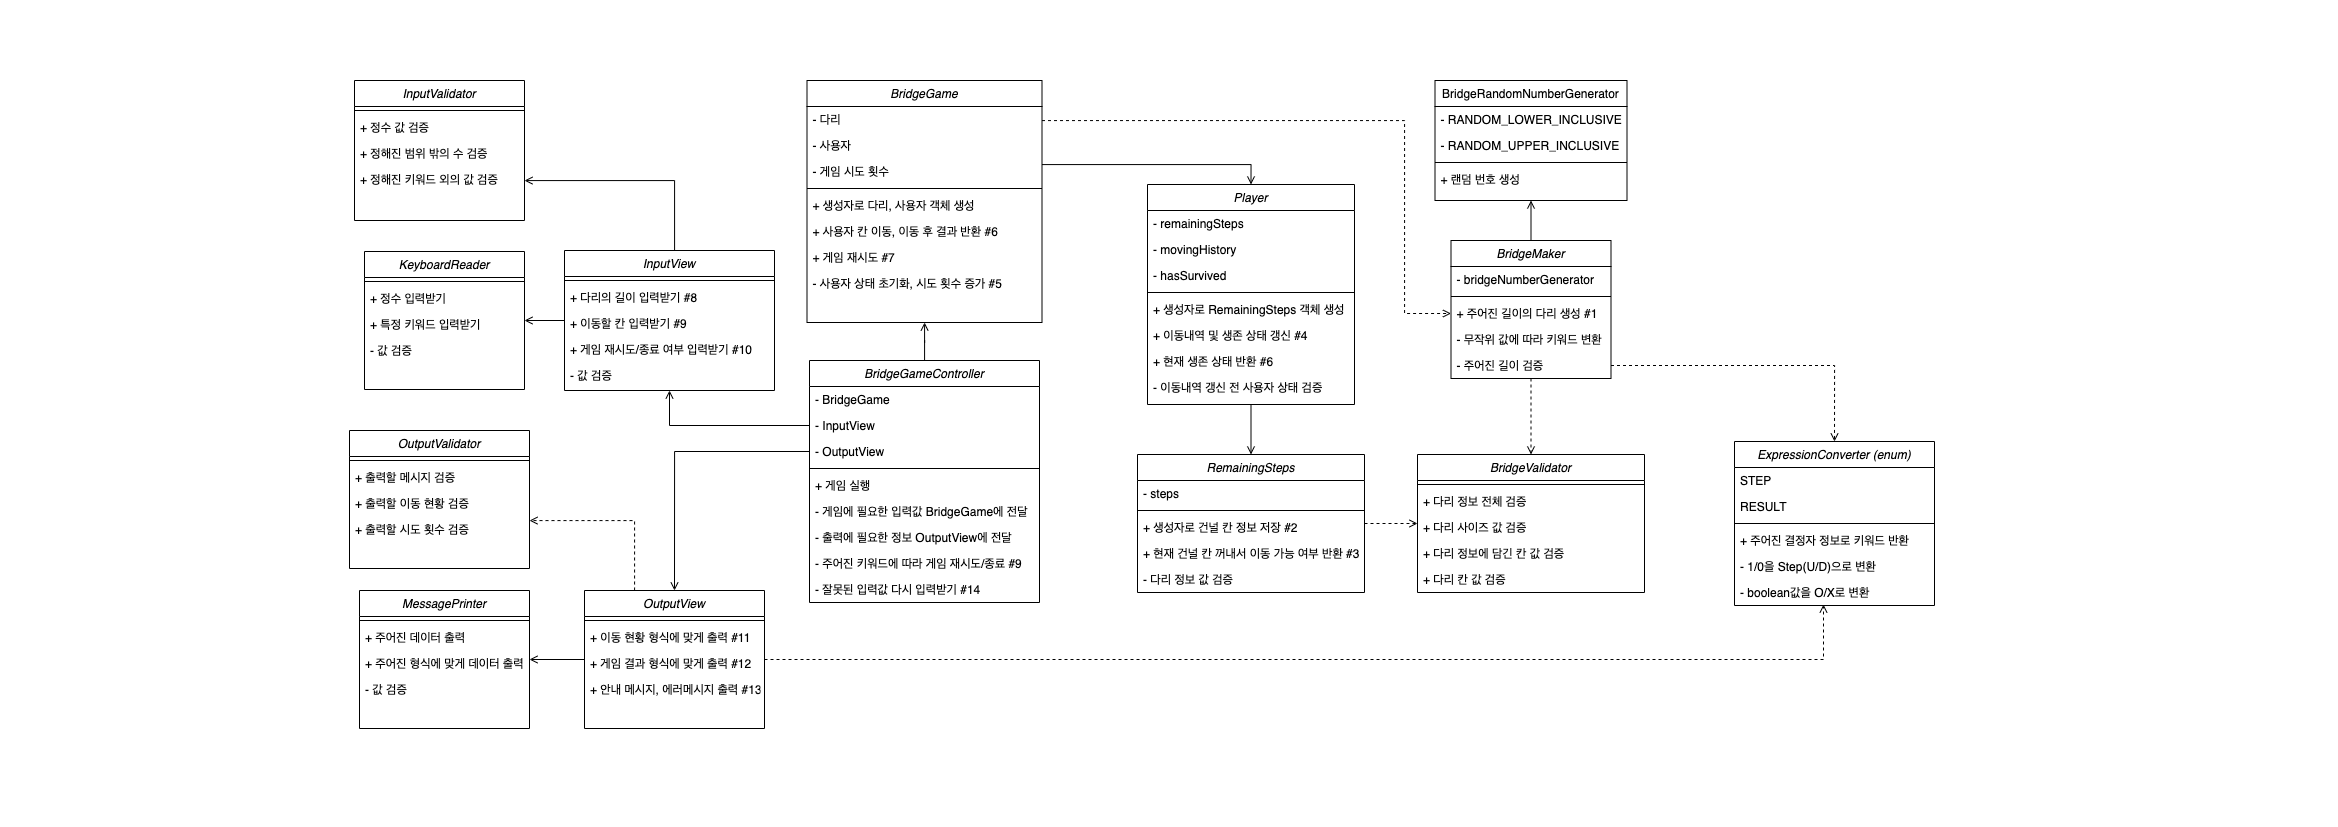 InputValidator
+ 정수 값 검증
+ 정해진 범위 밖의 수 검증
+ 정해진 키워드 외의 값 검증
KeyboardReader
+ 정수 입력받기
+ 특정 키워드 입력받기
- 값 검증
InputView
+ 다리의 길이 입력받기 #8
+ 이동할 칸 입력받기 #9
+ 게임 재시도/종료 여부 입력받기 #10
- 값 검증
OutputValidator
+ 출력할 메시지 검증
+ 출력할 이동 현황 검증
+ 출력할 시도 횟수 검증
MessagePrinter
+ 주어진 데이터 출력
+ 주어진 형식에 맞게 데이터 출력
- 값 검증
OutputView
+ 이동 현황 형식에 맞게 출력 #11
+ 게임 결과 형식에 맞게 출력 #12
+ 안내 메시지, 에러메시지 출력 #13
BridgeGame
- 다리
- 사용자
- 게임 시도 횟수
+ 생성자로 다리, 사용자 객체 생성
+ 사용자 칸 이동, 이동 후 결과 반환 #6
+ 게임 재시도 #7
- 사용자 상태 초기화, 시도 횟수 증가 #5
BridgeGameController
- BridgeGame
- InputView
- OutputView
+ 게임 실행
- 게임에 필요한 입력값 BridgeGame에 전달
- 출력에 필요한 정보 OutputView에 전달
- 주어진 키워드에 따라 게임 재시도/종료 #9
- 잘못된 입력값 다시 입력받기 #14
Player
- remainingSteps
- movingHistory
- hasSurvived
+ 생성자로 RemainingSteps 객체 생성
+ 이동내역 및 생존 상태 갱신 #4
+ 현재 생존 상태 반환 #6
- 이동내역 갱신 전 사용자 상태 검증
RemainingSteps
- steps
+ 생성자로 건널 칸 정보 저장 #2
+ 현재 건널 칸 꺼내서 이동 가능 여부 반환 #3
- 다리 정보 값 검증
BridgeRandomNumberGenerator
- RANDOM_LOWER_INCLUSIVE
- RANDOM_UPPER_INCLUSIVE
+ 랜덤 번호 생성
BridgeMaker
- bridgeNumberGenerator
+ 주어진 길이의 다리 생성 #1
- 무작위 값에 따라 키워드 변환
- 주어진 길이 검증
BridgeValidator
+ 다리 정보 전체 검증
+ 다리 사이즈 값 검증
+ 다리 정보에 담긴 칸 값 검증
+ 다리 칸 값 검증
ExpressionConverter (enum)
STEP
RESULT
+ 주어진 결정자 정보로 키워드 반환
- 1/0을 Step(U/D)으로 변환
- boolean값을 O/X로 변환